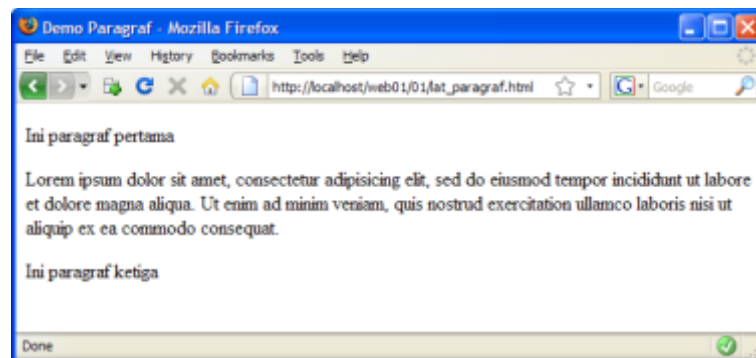 Demo Paragraf - Mozilla Firefox
File Edit View History Bookmarks Tools Help
http://localhost/web01/01/lat_paragraf.html G Google
Ini paragraf pertama
Lorem ipsum dolor sit amet, consectetur adipisicing elit, sed do eiusmod tempor incididunt ut labore
et dolore magna aliqua. Ut enim ad minim veniam, quis nostrud exercitation ullamco laboris nisi ut
aliquip ex ea commodo consequat.
Ini paragraf ketiga
Done